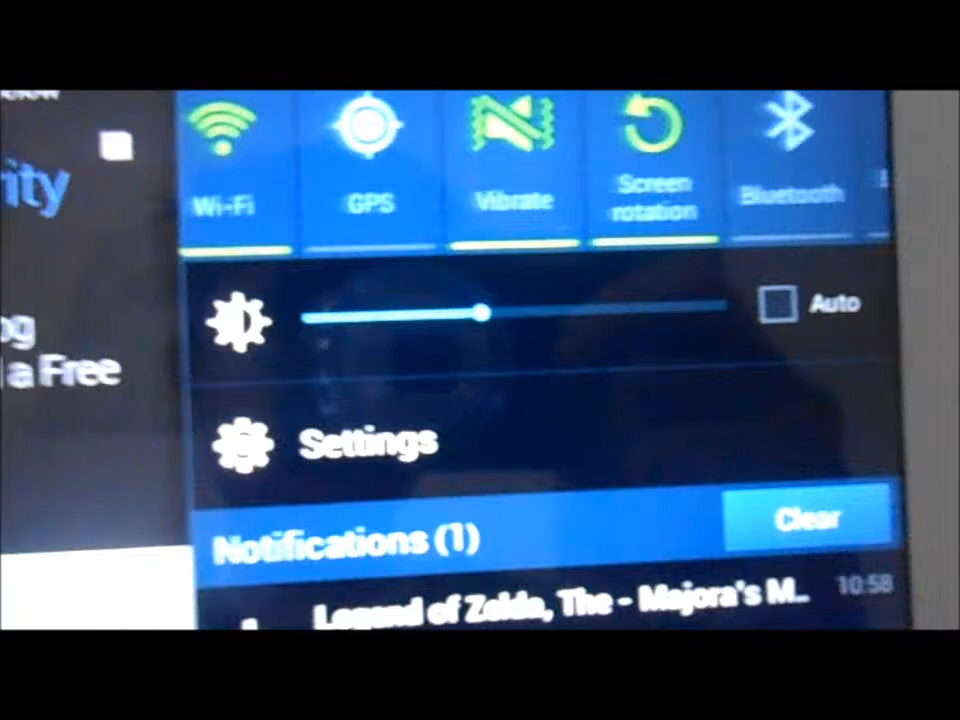 ity
Wi-Fi
GPS
Vibrate
Screen
rotation
Bluetooth
Auto
og
a Free
Settings
Notifications (1)
Clear
Legend of Zelda, The - Majora's M..
10:58